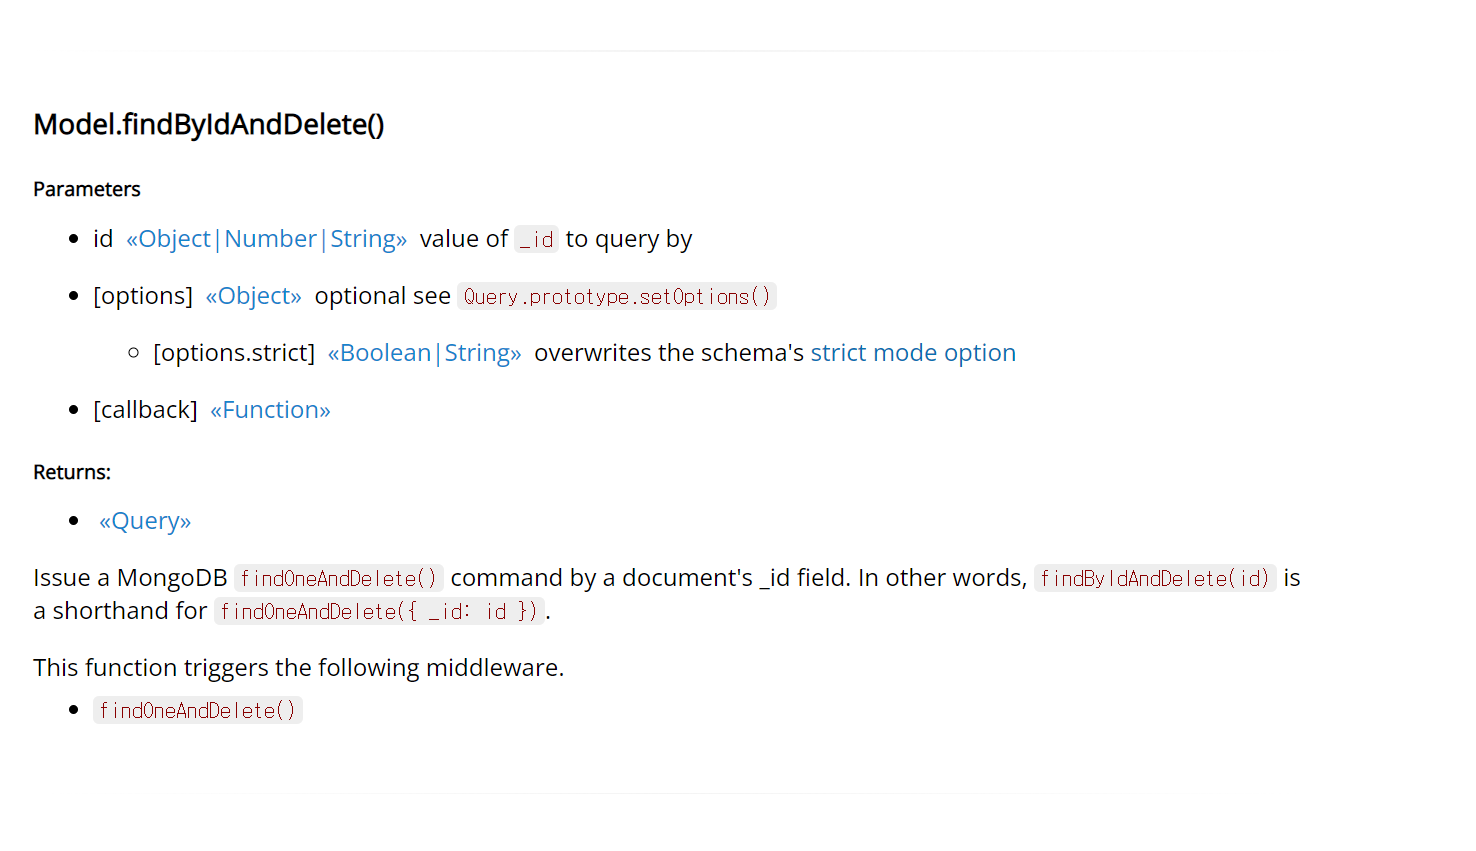 Model.findByIdAndDelete()
Parameters
• id «Object|Number|String» value of _id to query by
• [options] «Object» optional see Query.prototype.setOptions()
◦ [options.strict] «Boolean|String» overwrites the schema's strict mode option
• [callback] «Function»
Returns:
• «Query»
Issue a MongoDB findOneAndDelete() command by a document's _id field. In other words, findByIdAndDelete(id) is
a shorthand for findOneAndDelete({ _id: id }).
This function triggers the following middleware.
• findOneAndDelete()